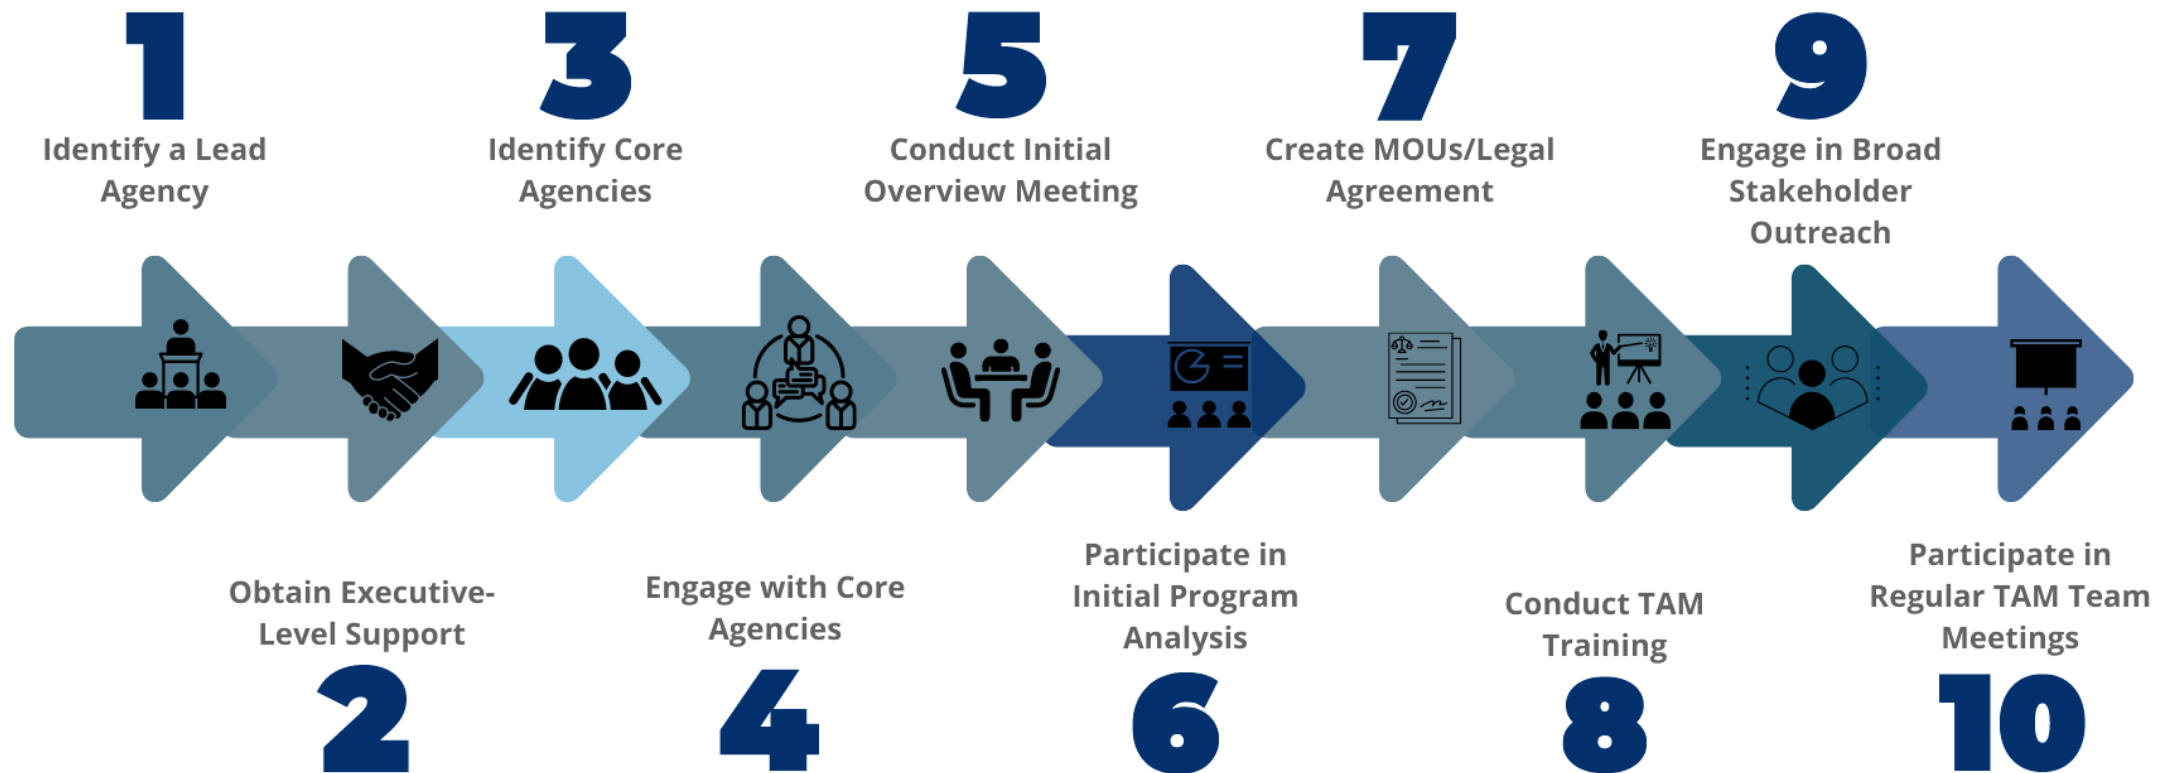 1
Identify a Lead
Agency
2
Obtain Executive-
Level Support
3
Identify Core
Agencies
4
Engage with Core
Agencies
5
Conduct Initial
Overview Meeting
6
Participate in
Initial Program
Analysis
7
Create MOUs/Legal
Agreement
8
Conduct TAM
Training
9
Engage in Broad
Stakeholder
Outreach
10
Participate in
Regular TAM Team
Meetings